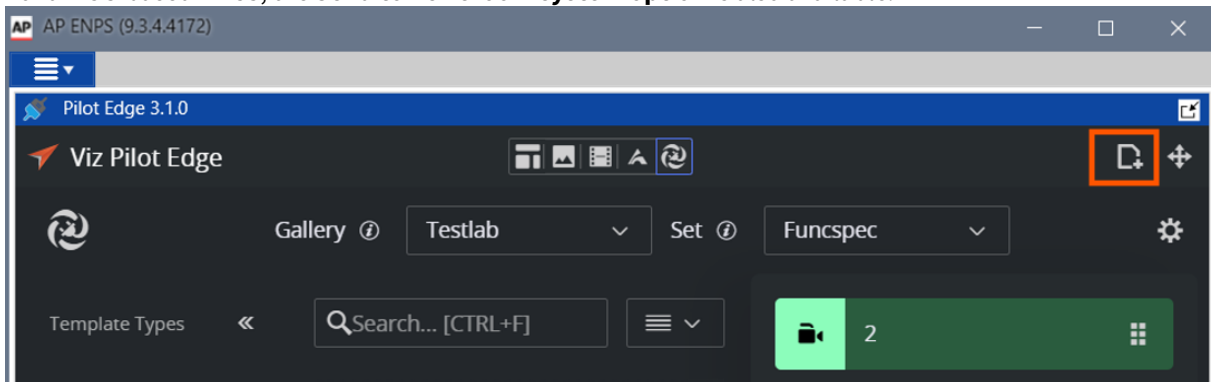 AP AP ENPS (9.3.4.4172)
Pilot Edge 3.1.0
Viz Pilot Edge
Gallery i Testlab Set i Funcspec
Template Types « Search... [CTRL+F] 2